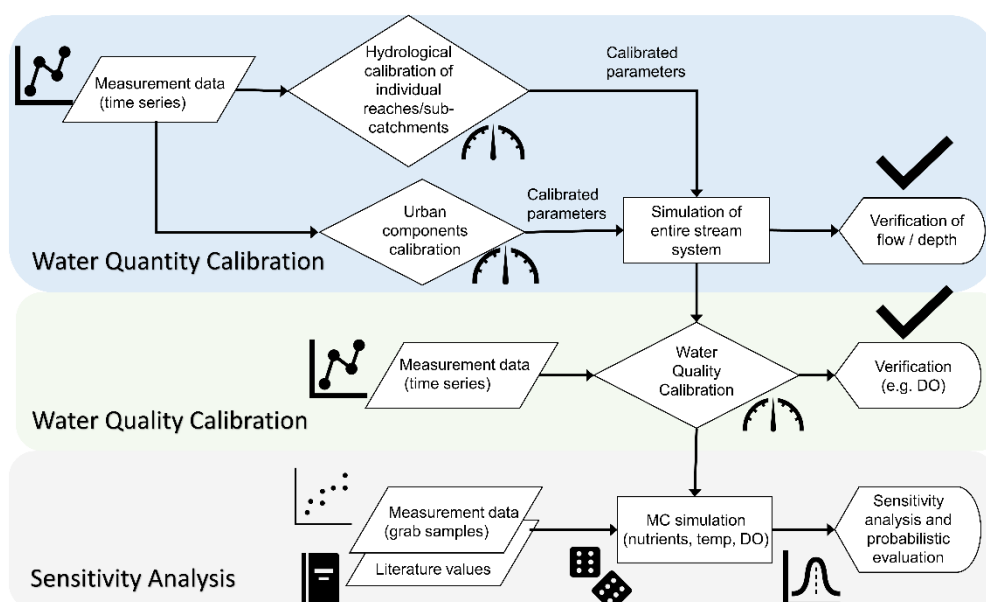 Measurement data
(time series)
Hydrological
calibration of
individual
reaches/sub-
catchments
Calibrated
parameters
Urban
components
calibration
Calibrated
parameters
Simulation of
entire stream
system
Verification of
flow / depth
Water Quantity Calibration
Measurement data
(time series)
Water
Quality
Calibration
Verification
(e.g. DO)
Water Quality Calibration
Measurement data
(grab samples)
Literature values
MC simulation
(nutrients, temp, DO)
Sensitivity
analysis and
probabilistic
evaluation
Sensitivity Analysis